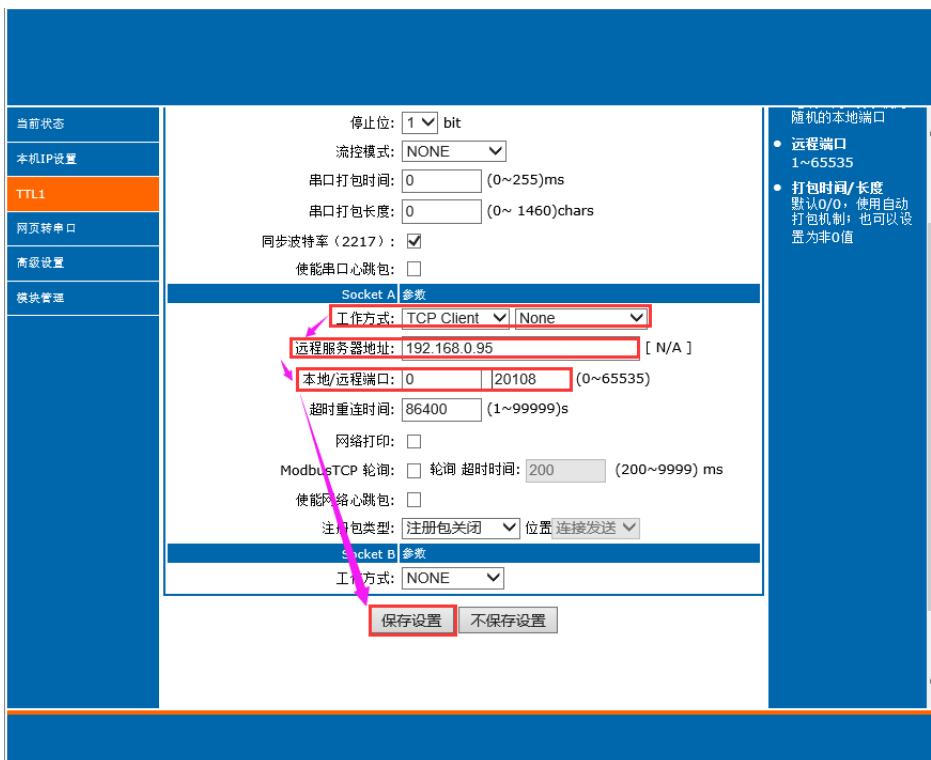 当前状态
本机IP设置
TTL1
网页转串口
高级设置
模块管理
停止位: 1 bit
流控模式: NONE
串口打包时间: 0 (0~255)ms
串口打包长度: 0 (0~ 1460)chars
同步波特率（2217）:
使能串口心跳包:
Socket A 参数
工作方式: TCP Client None
远程服务器地址: 192.168.0.95 [ N/A ]
本地/远程端口: 0 20108 (0~65535)
超时重连时间: 86400 (1~99999)s
网络打印:
ModbusTCP 轮询: 轮询 超时时间: 200 (200~9999) ms
使能网络心跳包:
注册包类型: 注册包关闭 位置 连接发送
Socket B 参数
工作方式: NONE
保存设置 不保存设置
随机的本地端口
远程端口
1~65535
打包时间/长度
默认0/0，使用自动
打包机制；也可以设
置为非0值